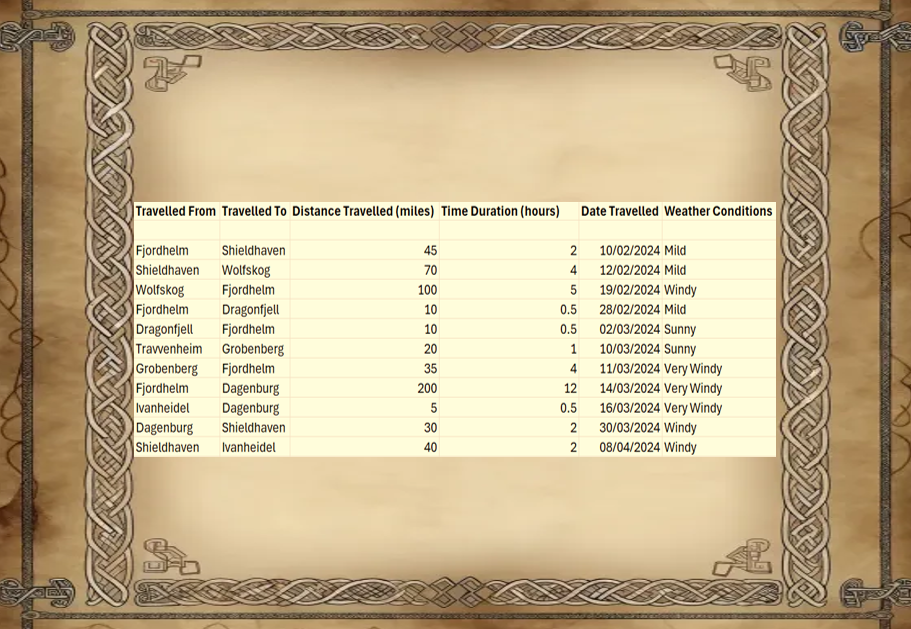 Travelled From Travelled To Distance Travelled (miles) Time Duration (hours) Date Travelled Weather Conditions
Fjordhelm Shieldhaven 45 2 10/02/2024 Mild
Shieldhaven Wolfskog 70 4 12/02/2024 Mild
Wolfskog Fjordhelm 100 5 19/02/2024 Windy
Fjordhelm Dragonfjell 10 0.5 28/02/2024 Mild
Dragonfjell Fjordhelm 10 0.5 02/03/2024 Sunny
Travvenheim Grobenberg 20 1 10/03/2024 Sunny
Grobenberg Fjordhelm 35 4 11/03/2024 Very Windy
Fjordhelm Dagenburg 200 12 14/03/2024 Very Windy
Ivanheidel Dagenburg 5 0.5 16/03/2024 Very Windy
Dagenburg Shieldhaven 30 2 30/03/2024 Windy
Shieldhaven Ivanheidel 40 2 08/04/2024 Windy